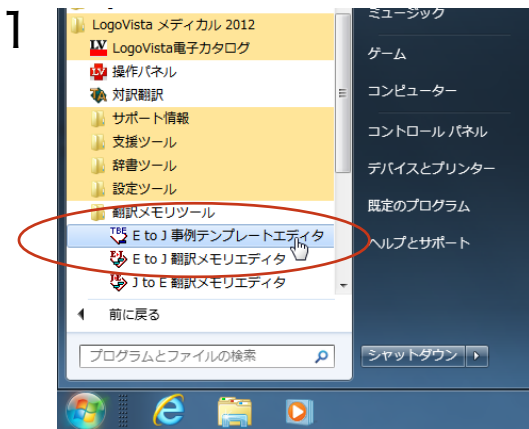 1
LogoVista メディカル 2012
LV LogoVista電子カタログ
LV 操作パネル
対訳翻訳
サポート情報
支援ツール
辞書ツール
設定ツール
翻訳メモリツール
TBE E to J 事例テンプレートエディタ
E to J 翻訳メモリエディタ
J to E 翻訳メモリエディタ
前に戻る
プログラムとファイルの検索
ミュージック
ゲーム
コンピューター
コントロール パネル
デバイスとプリンター
既定のプログラム
ヘルプとサポート
シャットダウン